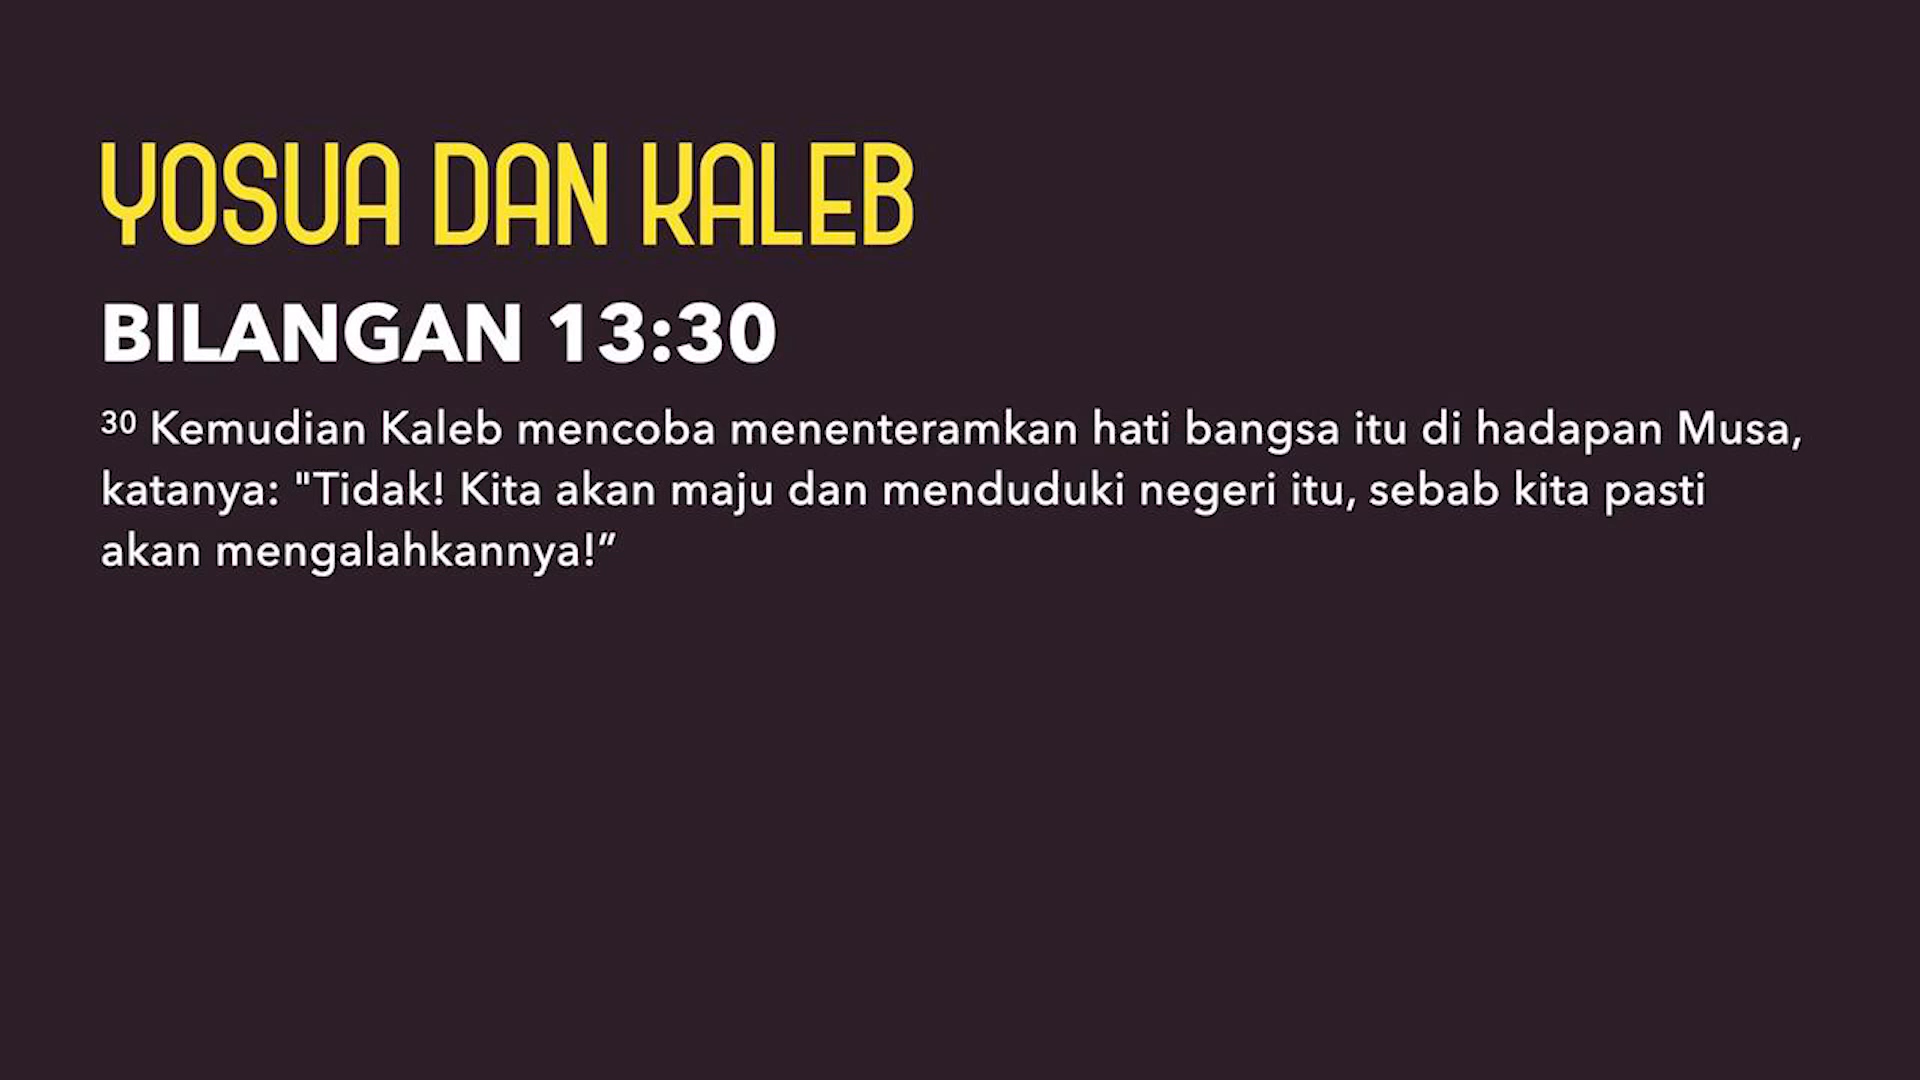 YOSUA DAN KALEB
BILANGAN 13:30
30 Kemudian Kaleb mencoba menenteramkan hati bangsa itu di hadapan Musa,
katanya: "Tidak! Kita akan maju dan menduduki negeri itu, sebab kita pasti
akan mengalahkannya!”